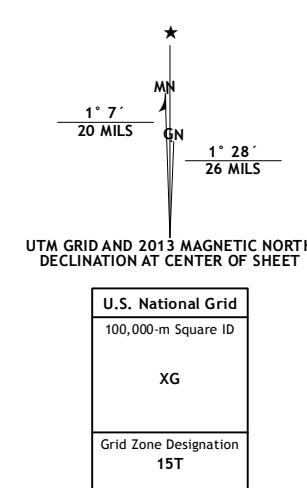 ★
MN
1° 7´
20 MILS
GN
1° 28´
26 MILS
UTM GRID AND 2013 MAGNETIC NORTH
DECLINATION AT CENTER OF SHEET
U.S. National Grid
100,000-m Square ID
XG
Grid Zone Designation
15T